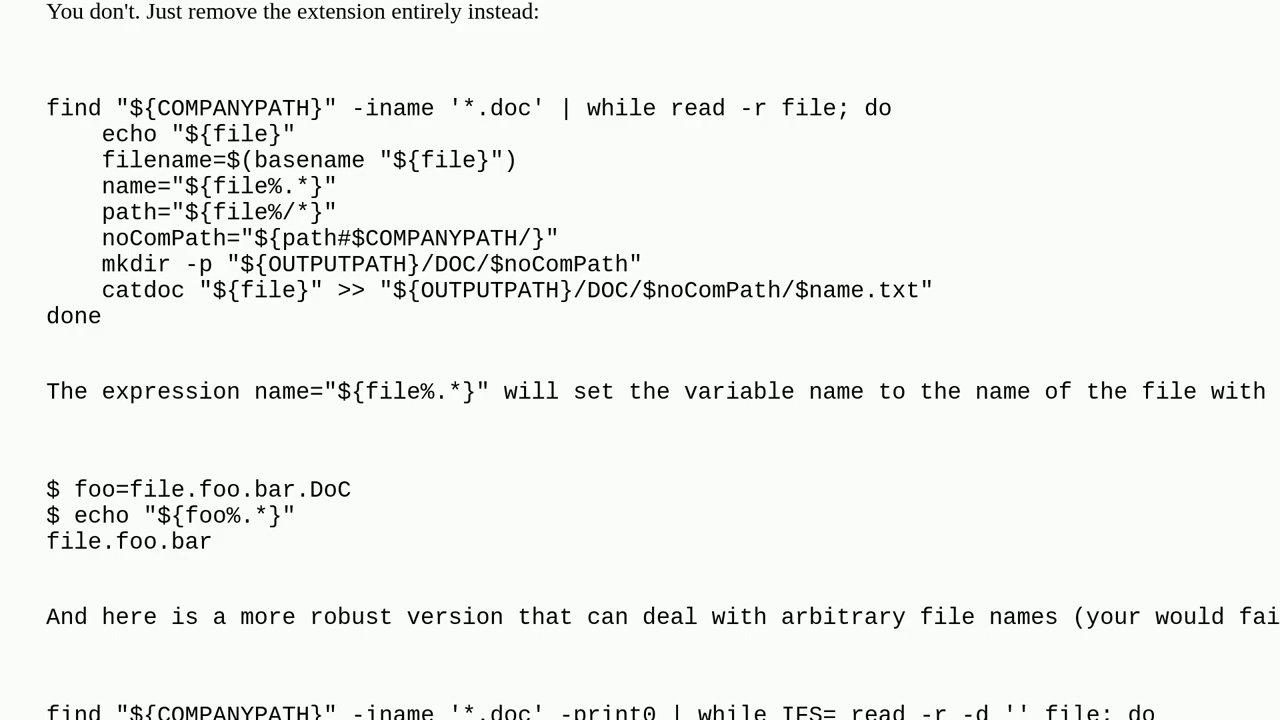 You don't. Just remove the extension entirely instead:
find "${COMPANYPATH}" -iname '*.doc' | while read -r file; do
    echo "${file}"
    filename=$(basename "${file}")
    name="${file%.*}"
    path="${file%/*}"
    noComPath="${path#$COMPANYPATH/}"
    mkdir -p "${OUTPUTPATH}/DOC/$noComPath"
    catdoc "${file}" >> "${OUTPUTPATH}/DOC/$noComPath/$name.txt"
done
The expression name="${file%.*}" will set the variable name to the name of the file with
$ foo=file.foo.bar.DoC
$ echo "${foo%.*}"
file.foo.bar
And here is a more robust version that can deal with arbitrary file names (your would fai
find "${COMPANYPATH}" -iname '*.doc' -print0 | while IFS= read -r -d '' file; do